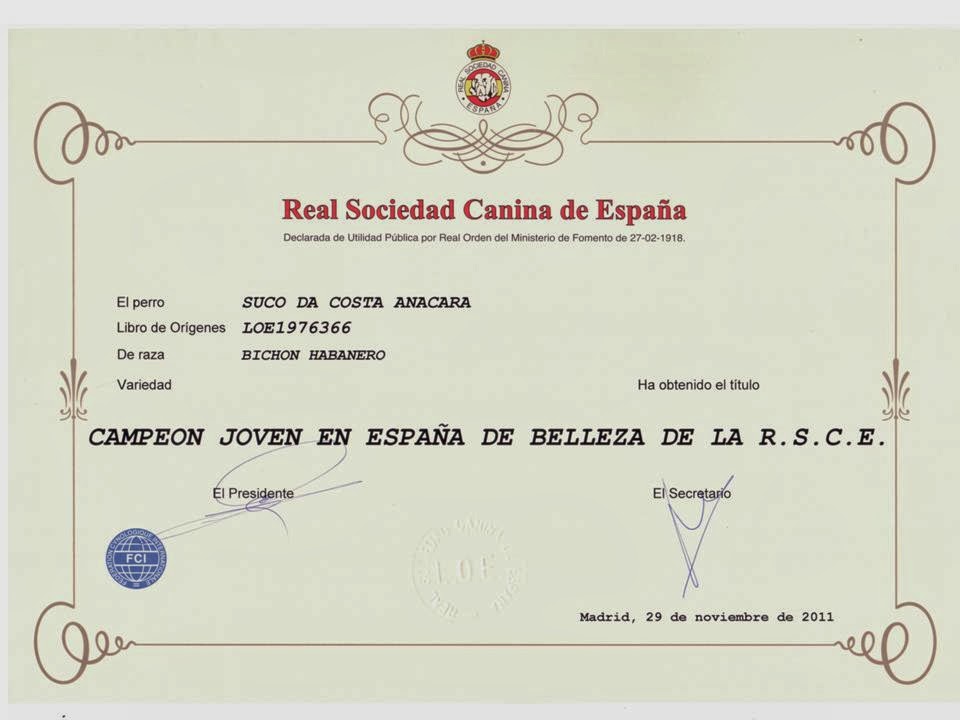 REAL SOCIEDAD CANINA
ESPAÑA
Real Sociedad Canina de España
Declarada de Utilidad Pública por Real Orden del Ministerio de Fomento de 27-02-1918.
El perro SUCO DA COSTA ANACARA
Libro de Orígenes LOE1976366
De raza BICHON HABANERO
Variedad Ha obtenido el título
CAMPEON JOVEN EN ESPAÑA DE BELLEZA DE LA R.S.C.E.
El Presidente El Secretario
FEDERATION CYNOLOGIQUE INTERNATIONALE
FCI
L.O.E.
Madrid, 29 de noviembre de 2011